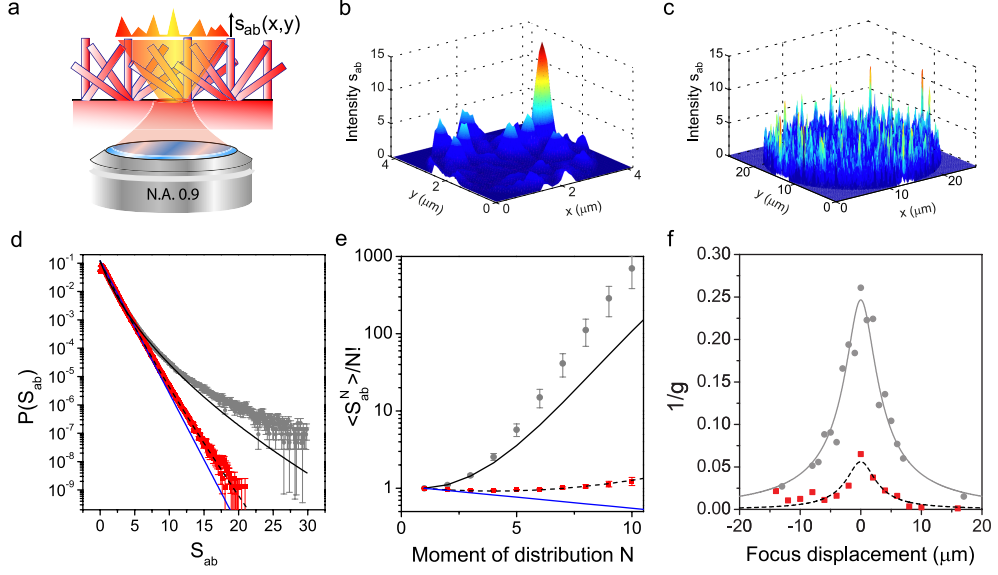 a
s_ab(x,y)
N.A. 0.9
b
Intensity s_ab
15
10
5
0
4
2
0
y (μm)
0
2
4
x (μm)
c
Intensity s_ab
15
10
5
0
20
10
0
y (μm)
0
10
20
x (μm)
d
P(S_ab)
10^-1
10^-2
10^-3
10^-4
10^-5
10^-6
10^-7
10^-8
10^-9
0 5 10 15 20 25 30
S_ab
e
<S_ab^N>/N!
1000
100
10
1
0 5 10
Moment of distribution N
f
1/g
0.30
0.25
0.20
0.15
0.10
0.05
0.00
-20 -10 0 10 20
Focus displacement (μm)